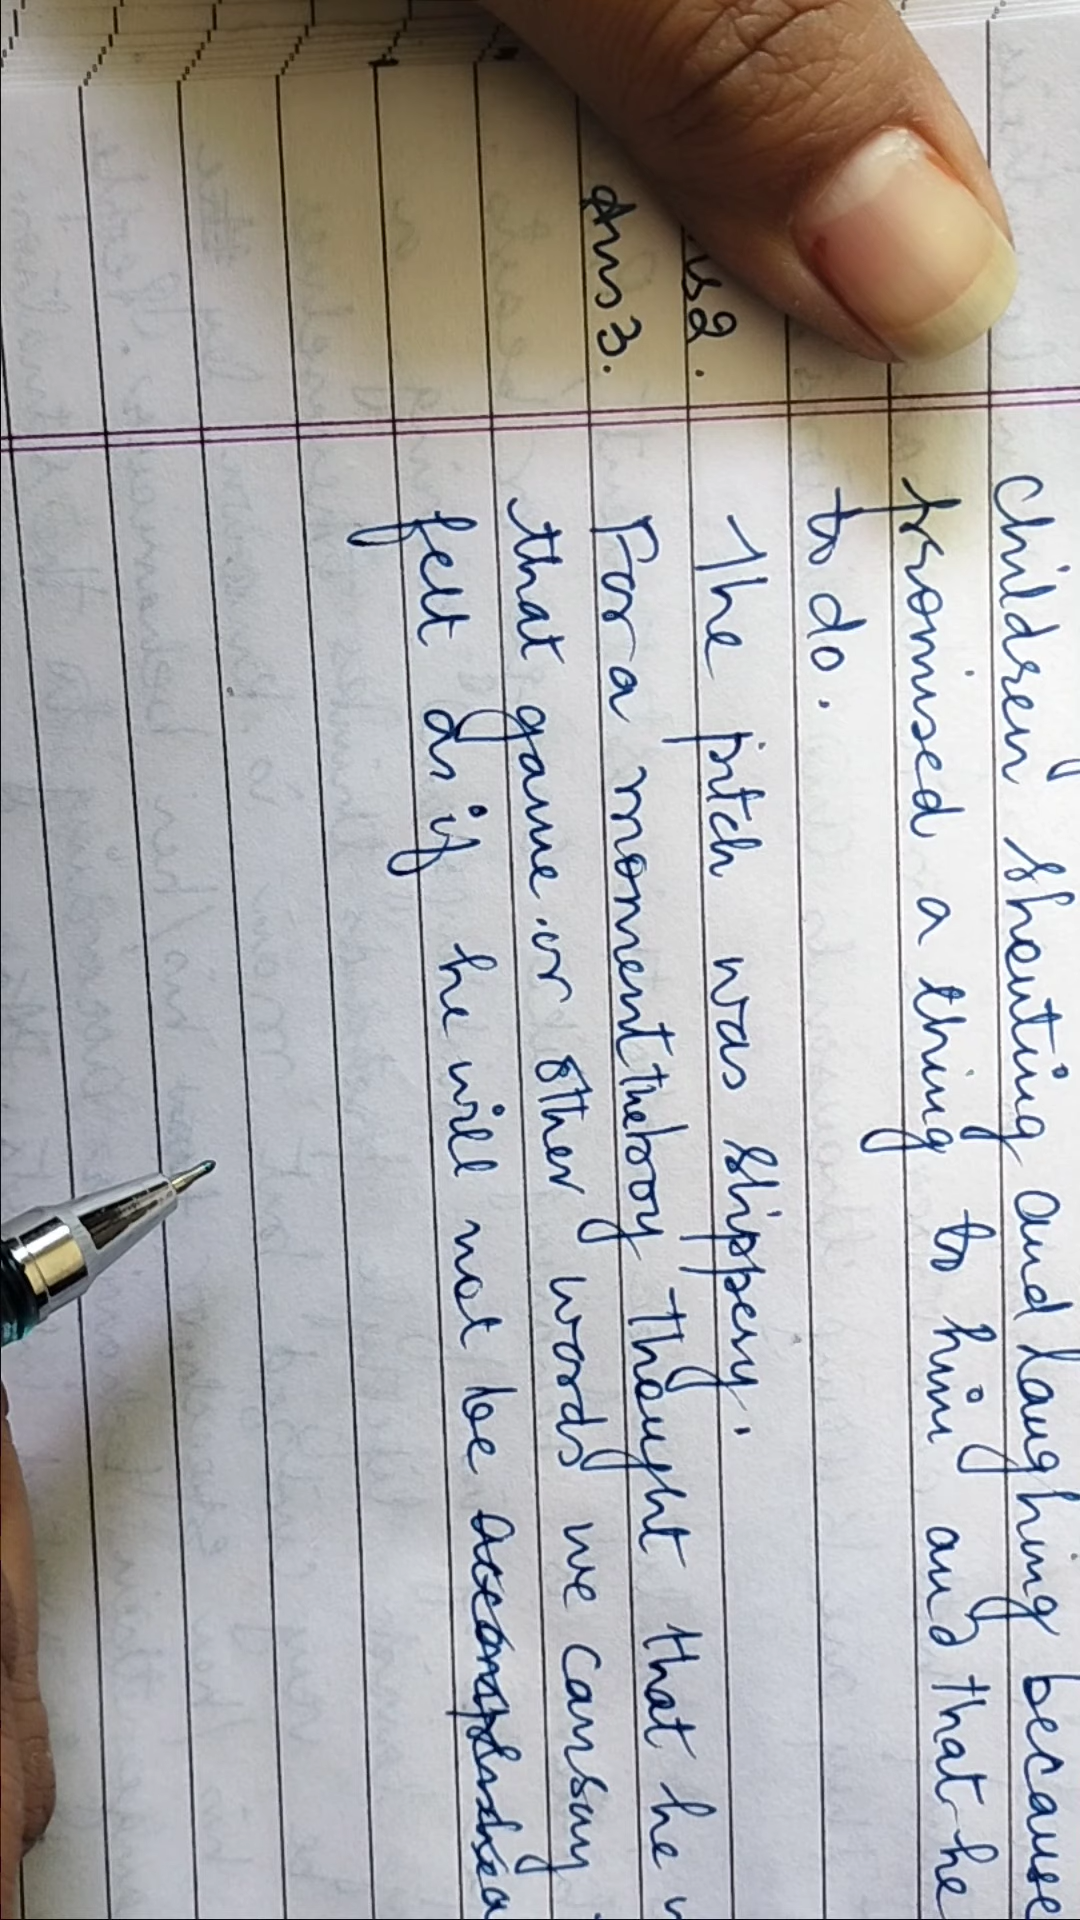 children shouting and laughing because
promised a thing to him and that he
to do.
The pitch was slippery.
Ans 3. For a moment the boy thought that he
that game. or other words we can say
felt as if he will not be